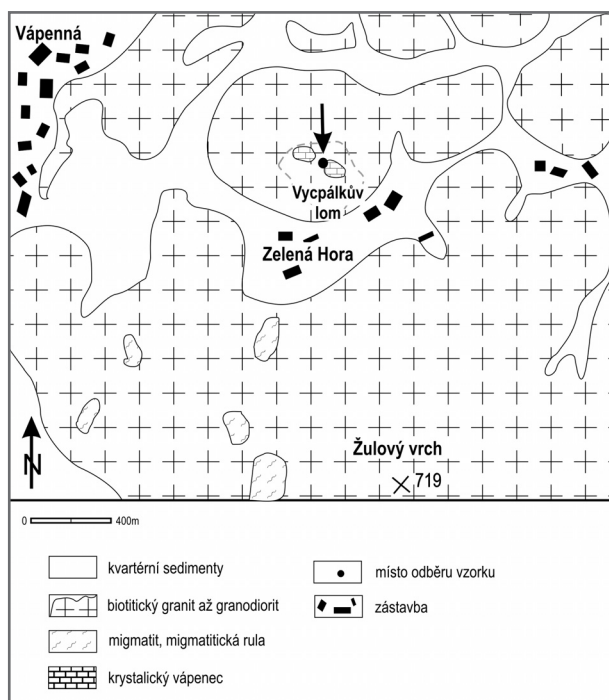 Vápenná
Vycpálkův
lom
Zelená Hora
Žulový vrch
719
N
0 400m
kvartérní sedimenty
biotitický granit až granodiorit
migmatit, migmatitická rula
krystalický vápenec
místo odběru vzorku
zástavba